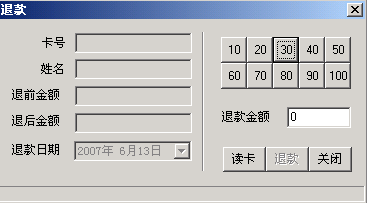 退款
卡号
姓名
退前金额
退后金额
退款日期 2007年 6月13日
10 20 30 40 50
60 70 80 90 100
退款金额 0
读卡 退款 关闭